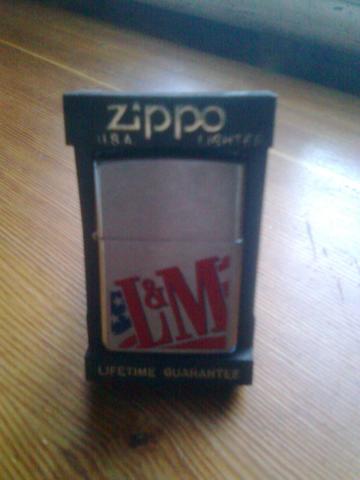 Zippo
U.S.A. LIGHTER
L&M
LIFETIME GUARANTEE